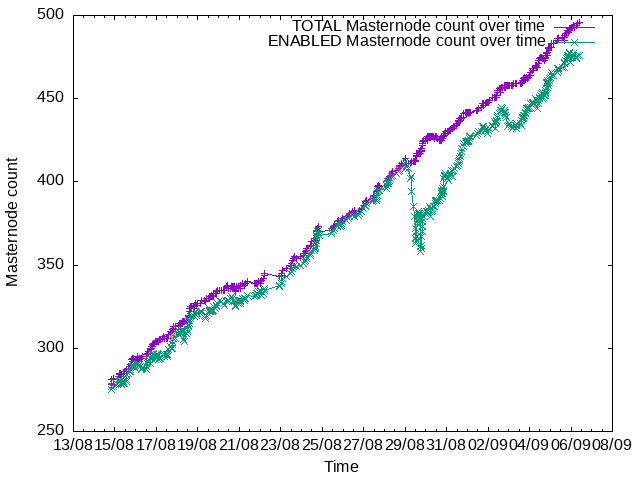 500
450
400
350
300
250
Masternode count
TOTAL Masternode count over time
ENABLED Masternode count over time
13/08 15/08 17/08 19/08 21/08 23/08 25/08 27/08 29/08 31/08 02/09 04/09 06/09 08/09
Time